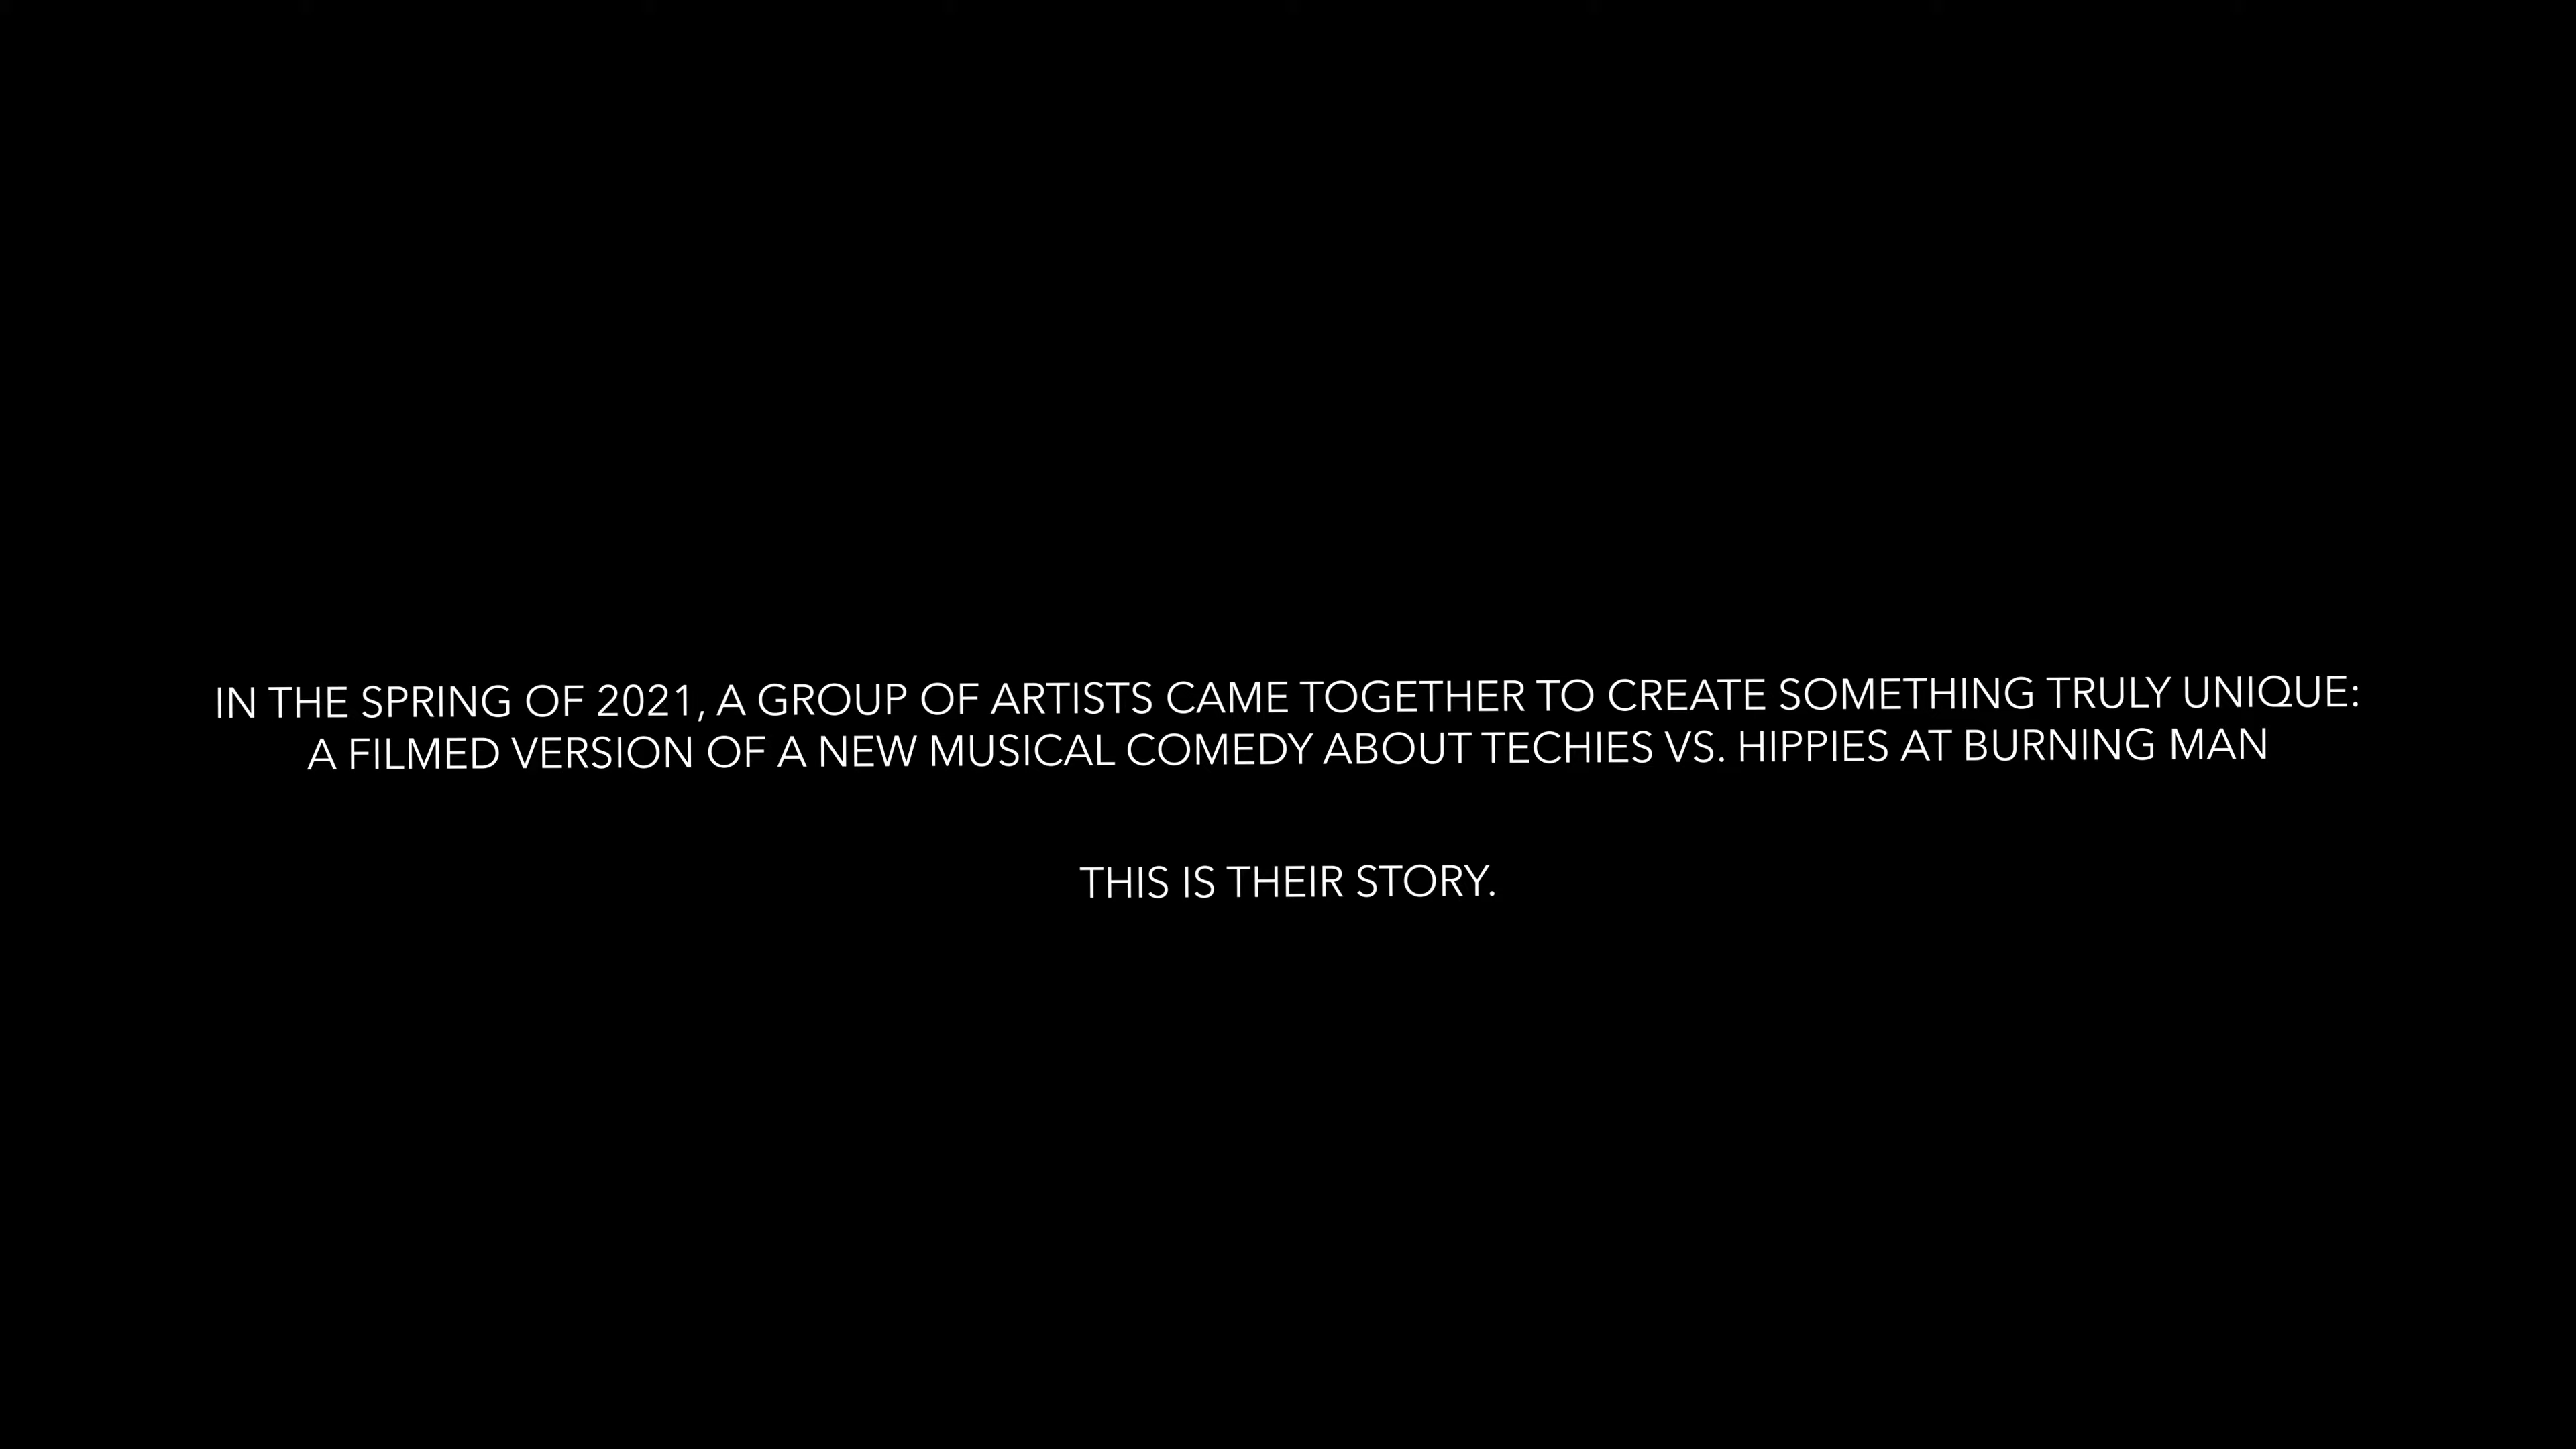 IN THE SPRING OF 2021, A GROUP OF ARTISTS CAME TOGETHER TO CREATE SOMETHING TRULY UNIQUE:
A FILMED VERSION OF A NEW MUSICAL COMEDY ABOUT TECHIES VS. HIPPIES AT BURNING MAN
THIS IS THEIR STORY.